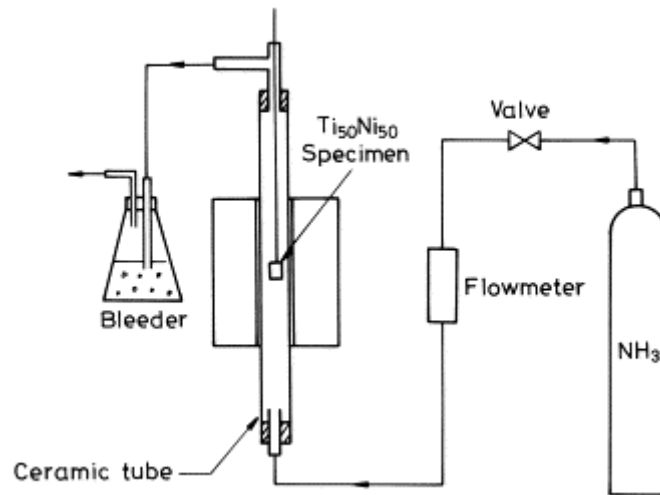 Valve
Ti₅₀Ni₅₀
Specimen
Flowmeter
Bleeder
NH₃
Ceramic tube